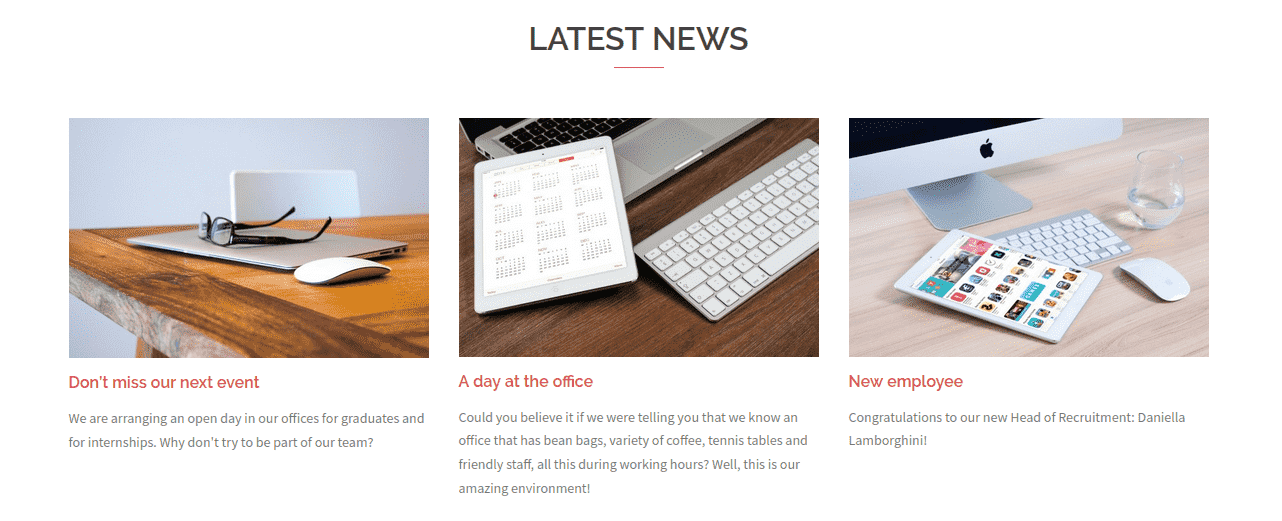 LATEST NEWS
Don't miss our next event
We are arranging an open day in our offices for graduates and
for internships. Why don't try to be part of our team?
A day at the office
Could you believe it if we were telling you that we know an
office that has bean bags, variety of coffee, tennis tables and
friendly staff, all this during working hours? Well, this is our
amazing environment!
New employee
Congratulations to our new Head of Recruitment: Daniella
Lamborghini!